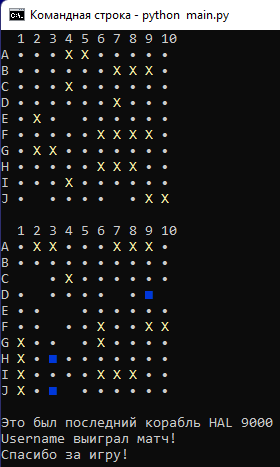 Командная строка - python main.py
1 2 3 4 5 6 7 8 9 10
A • • • X X • • • • •
B • • • • • • X X X •
C • • • X • • • • • •
D • • • • • • X • • •
E • X • • • • • • • •
F • • • • • X X X X •
G • X X • • • • • • •
H • • • • • X X X • •
I • • • X • • • • • •
J • • • • • • • • X X
1 2 3 4 5 6 7 8 9 10
A • X X • • • X X X •
B • • • • • • • • • •
C     • X • • • • • •
D •   • • • •   • ■
E • •     • • • • • •
F • •   • • X • • X X
G X • •   • X • • • •
H X • ■ • • • • • • •
I X • • • • X X X • •
J X • ■   • • • • • •
Это был последний корабль HAL 9000
Username выиграл матч!
Спасибо за игру!